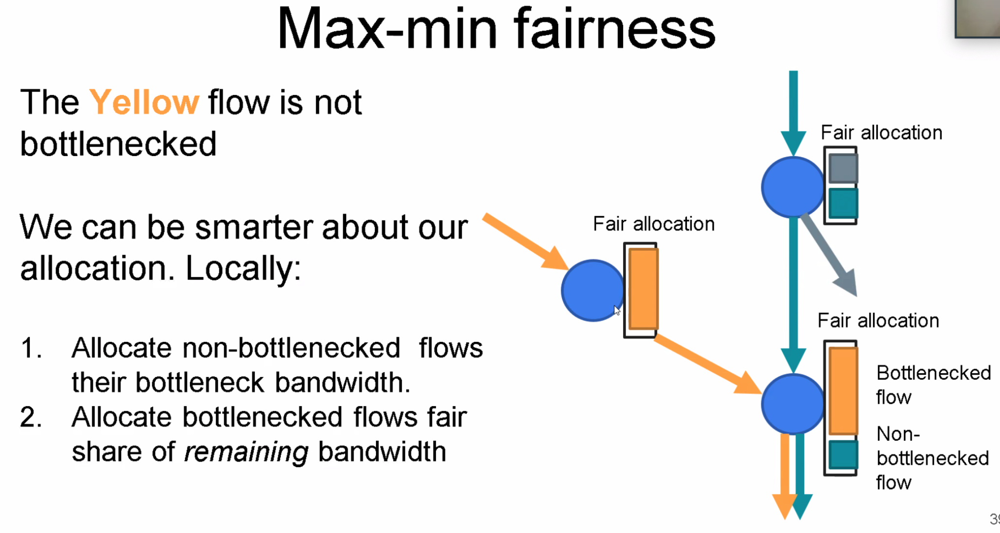 Max-min fairness
The Yellow flow is not
bottlenecked
We can be smarter about our
allocation. Locally:
1. Allocate non-bottlenecked flows
their bottleneck bandwidth.
2. Allocate bottlenecked flows fair
share of remaining bandwidth
Fair allocation
Fair allocation
Fair allocation
Bottlenecked
flow
Non-
bottlenecked
flow